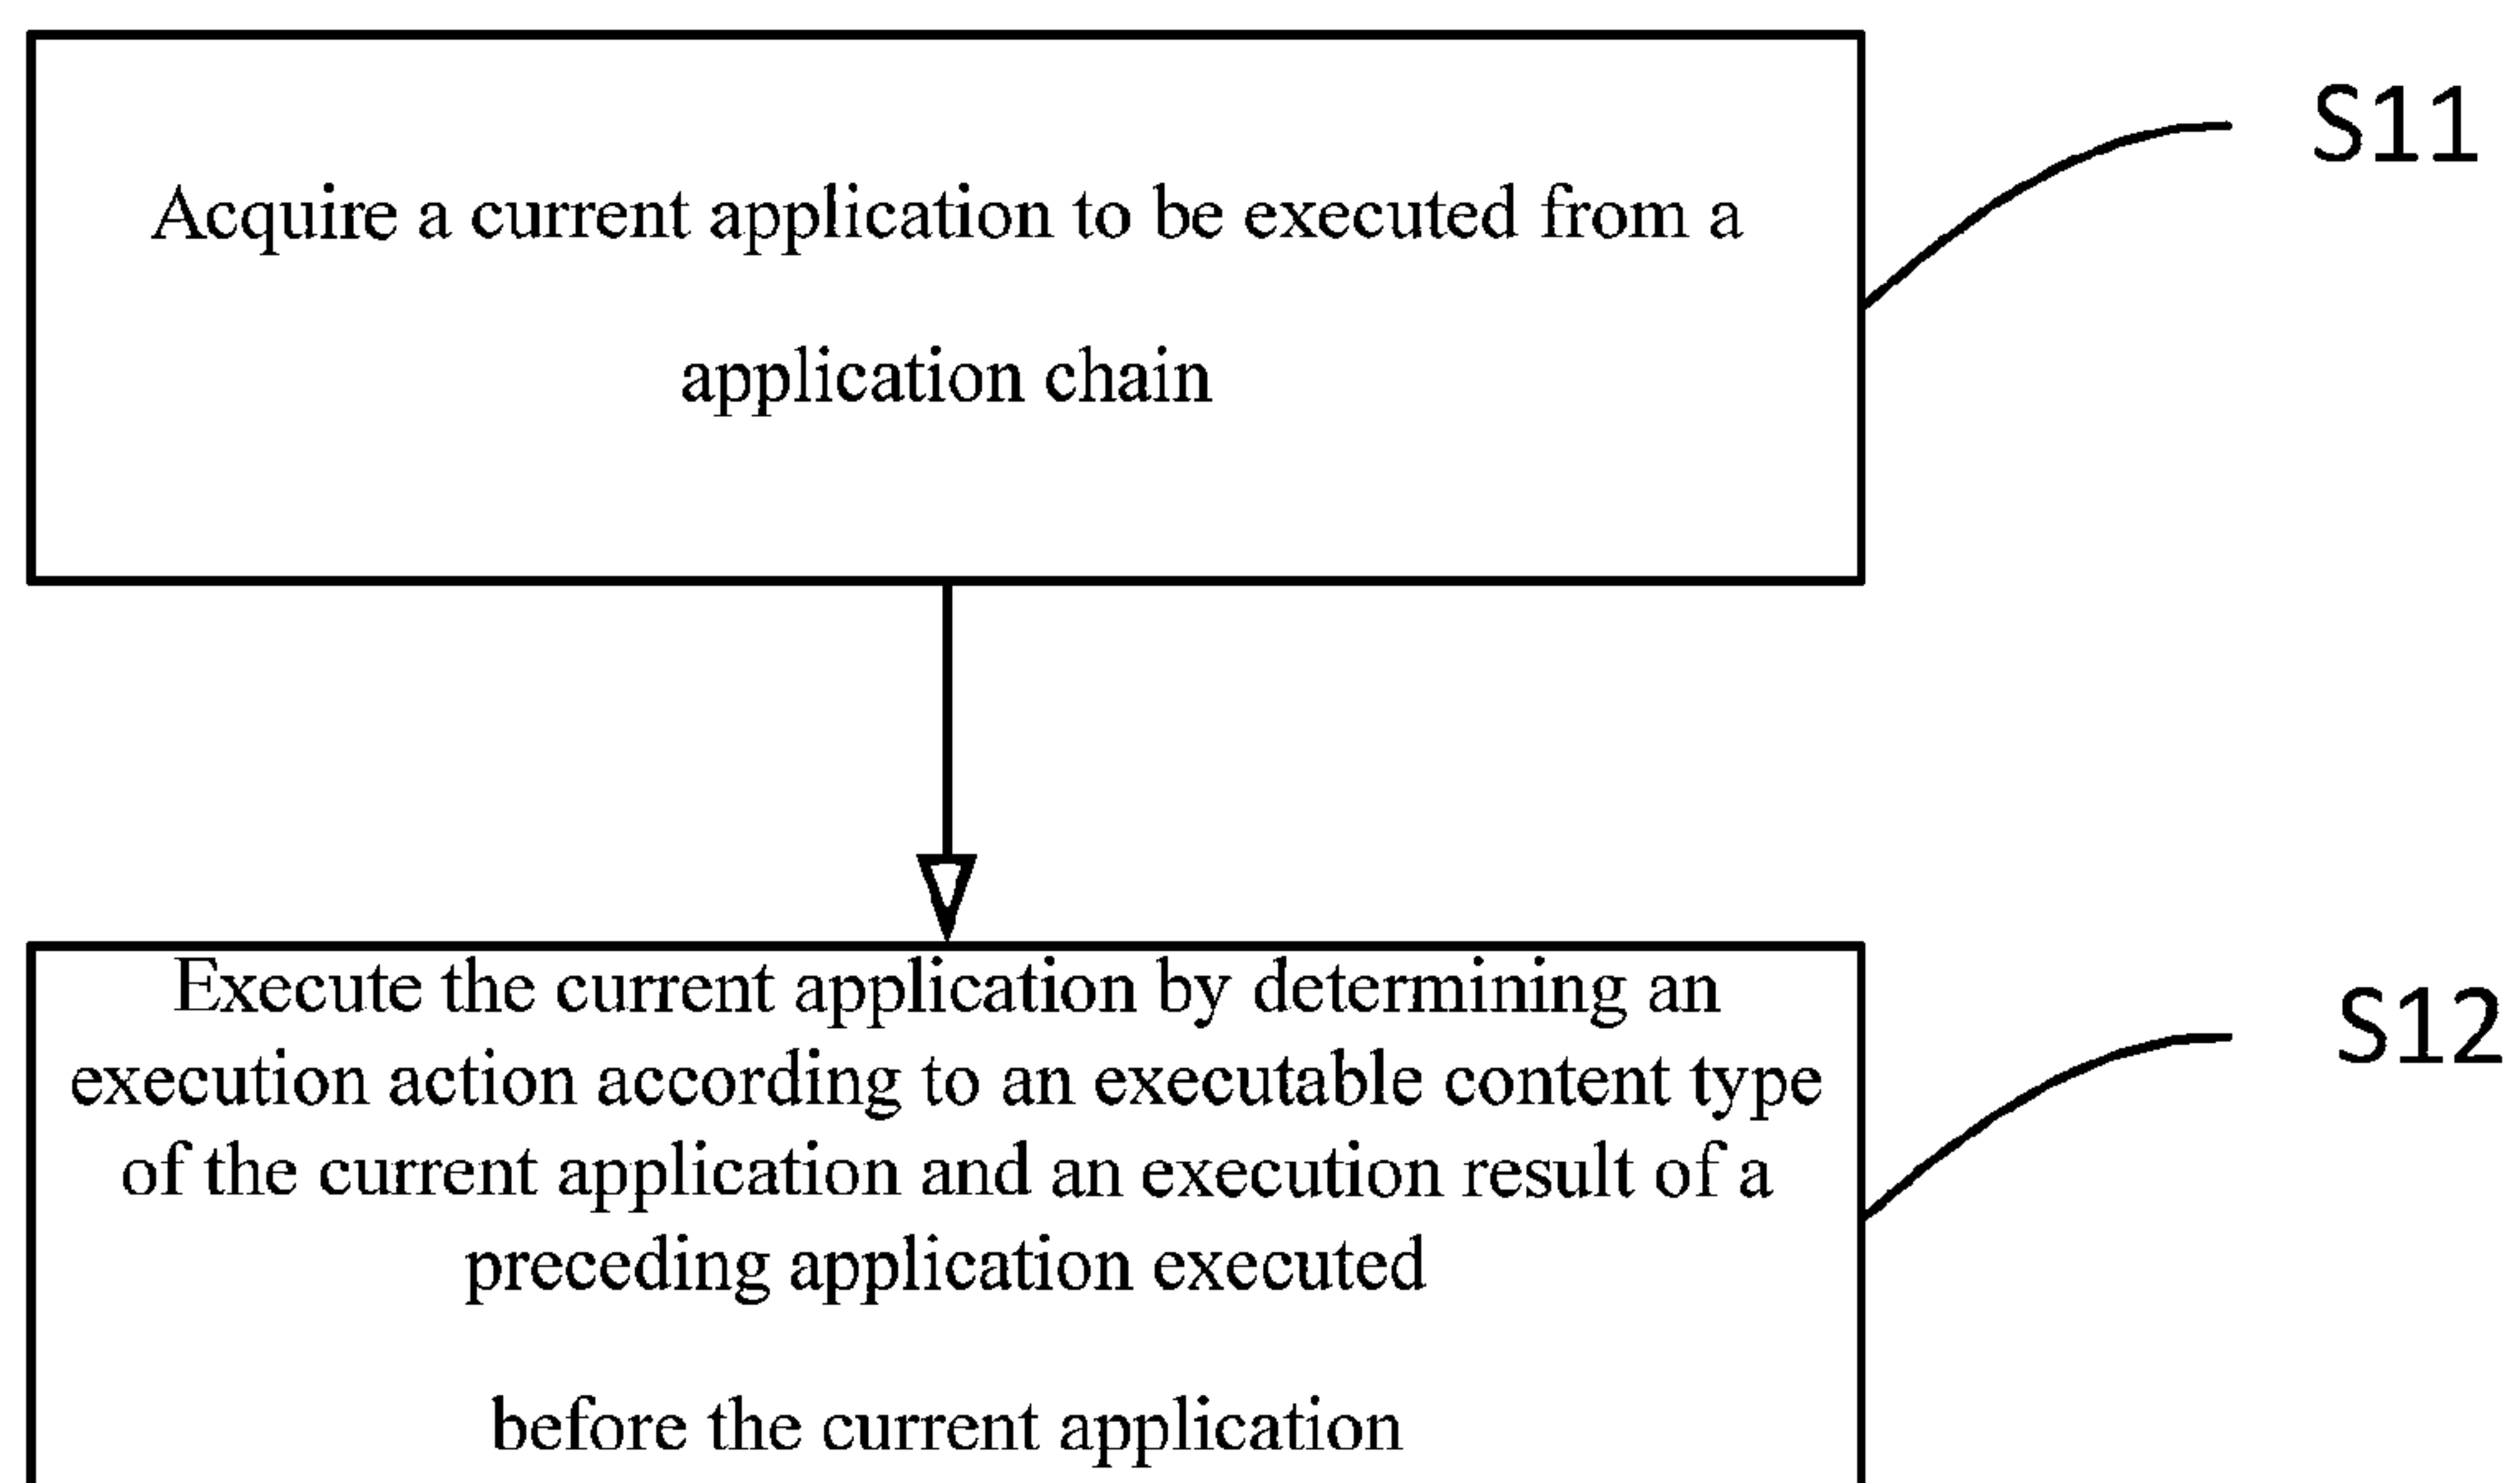 Acquire a current application to be executed from a
application chain
S11
Execute the current application by determining an
execution action according to an executable content type
of the current application and an execution result of a
preceding application executed
before the current application
S12